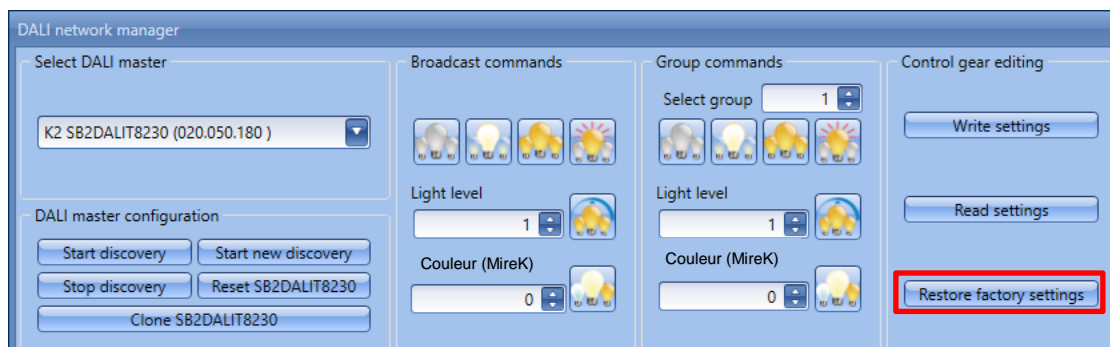 DALI network manager
Select DALI master
K2 SB2DALIT8230 (020.050.180 )
DALI master configuration
Start discovery
Start new discovery
Stop discovery
Reset SB2DALIT8230
Clone SB2DALIT8230
Broadcast commands
Light level
1
Couleur (MireK)
0
Group commands
Select group
1
Light level
1
Couleur (MireK)
0
Control gear editing
Write settings
Read settings
Restore factory settings